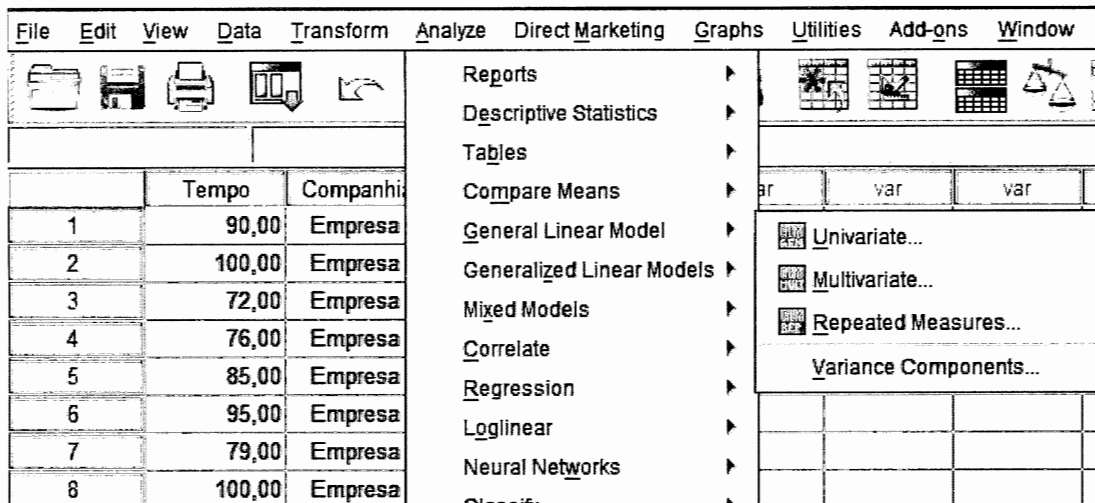 File Edit View Data Transform Analyze Direct Marketing Graphs Utilities Add-ons Window
Reports
Descriptive Statistics
Tables
Compare Means
General Linear Model
Generalized Linear Models
Mixed Models
Correlate
Regression
Loglinear
Neural Networks
Univariate...
Multivariate...
Repeated Measures...
Variance Components...
Tempo Companhi var var
1 90,00 Empresa
2 100,00 Empresa
3 72,00 Empresa
4 76,00 Empresa
5 85,00 Empresa
6 95,00 Empresa
7 79,00 Empresa
8 100,00 Empresa